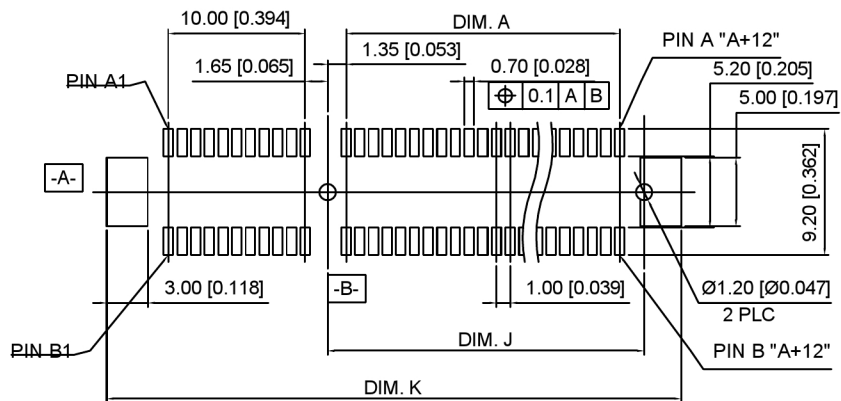 10.00 [0.394]
DIM. A
1.35 [0.053]
PIN A "A+12"
1.65 [0.065]
0.70 [0.028]
5.20 [0.205]
PIN A1
0.1 A B
5.00 [0.197]
-A-
9.20 [0.362]
3.00 [0.118]
-B-
1.00 [0.039]
Ø1.20 [Ø0.047]
2 PLC
PIN B1
DIM. J
PIN B "A+12"
DIM. K